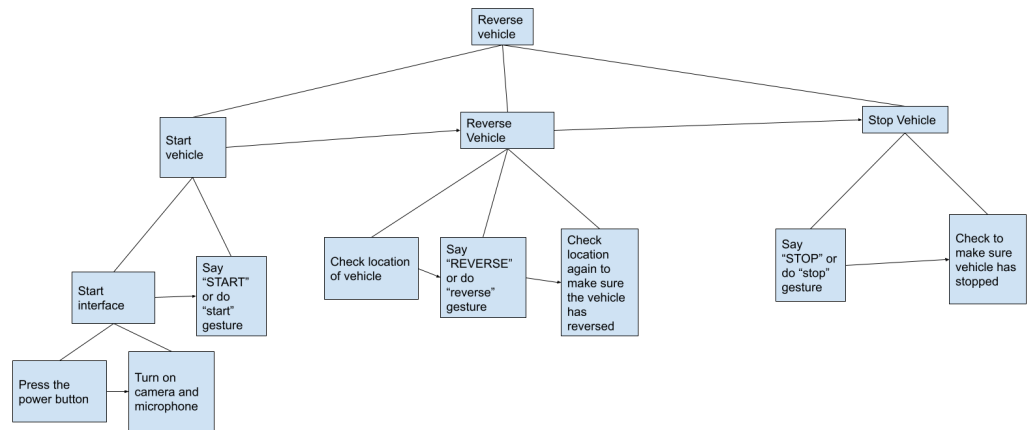 Reverse
vehicle
Start
vehicle
Reverse
Vehicle
Stop Vehicle
Start
interface
Say
“START”
or do
“start”
gesture
Check location
of vehicle
Say
“REVERSE”
or do
“reverse”
gesture
Check
location
again to
make sure
the vehicle
has
reversed
Say
“STOP” or
do “stop”
gesture
Check to
make sure
vehicle has
stopped
Press the
power button
Turn on
camera and
microphone